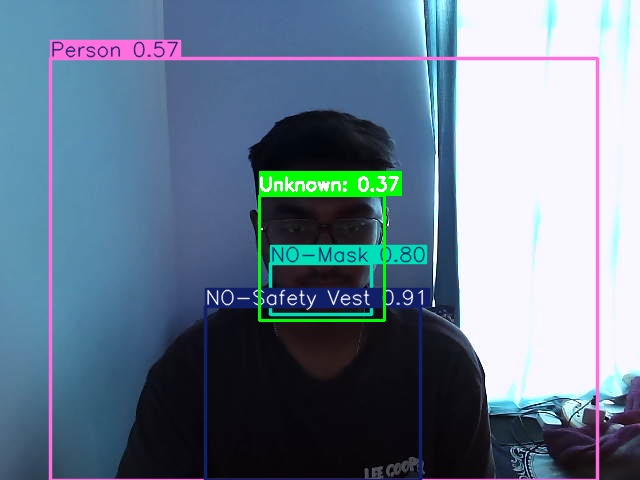 Person 0.57
Unknown: 0.37
NO-Mask 0.80
NO-Safety Vest 0.91
LEE COOPER